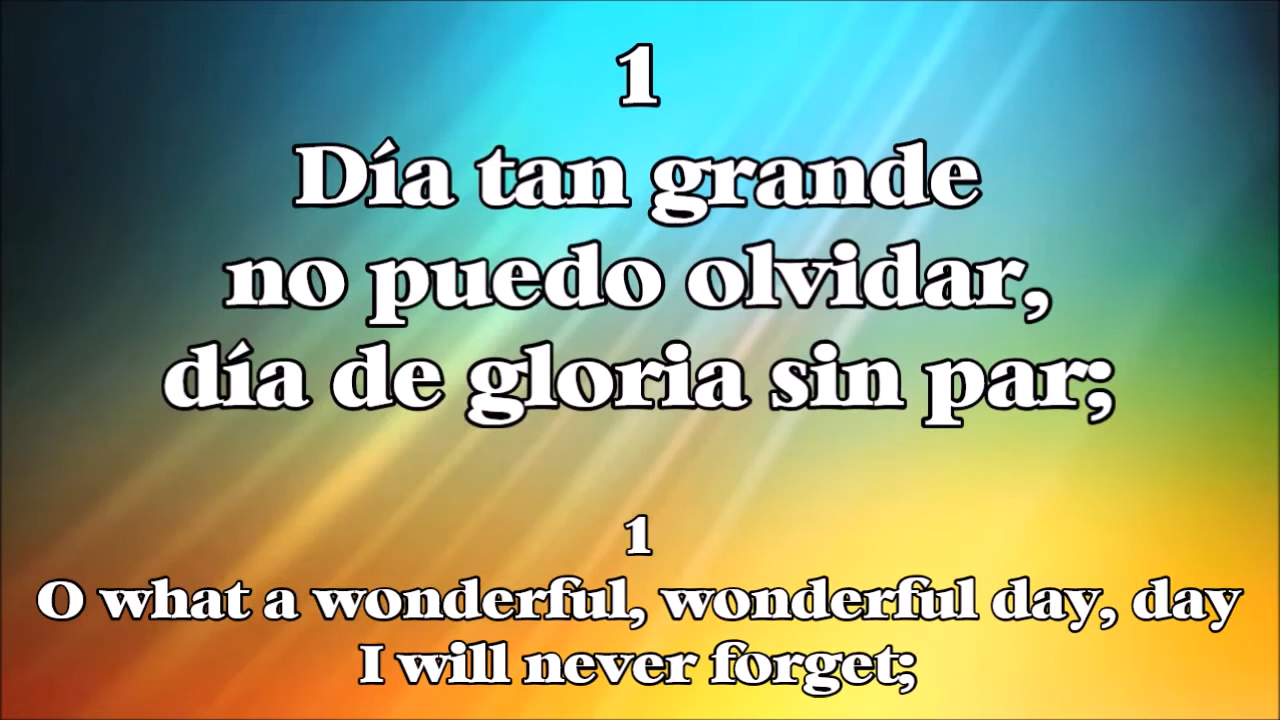 1
Día tan grande
no puedo olvidar,
día de gloria sin par;
1
O what a wonderful, wonderful day, day
I will never forget;